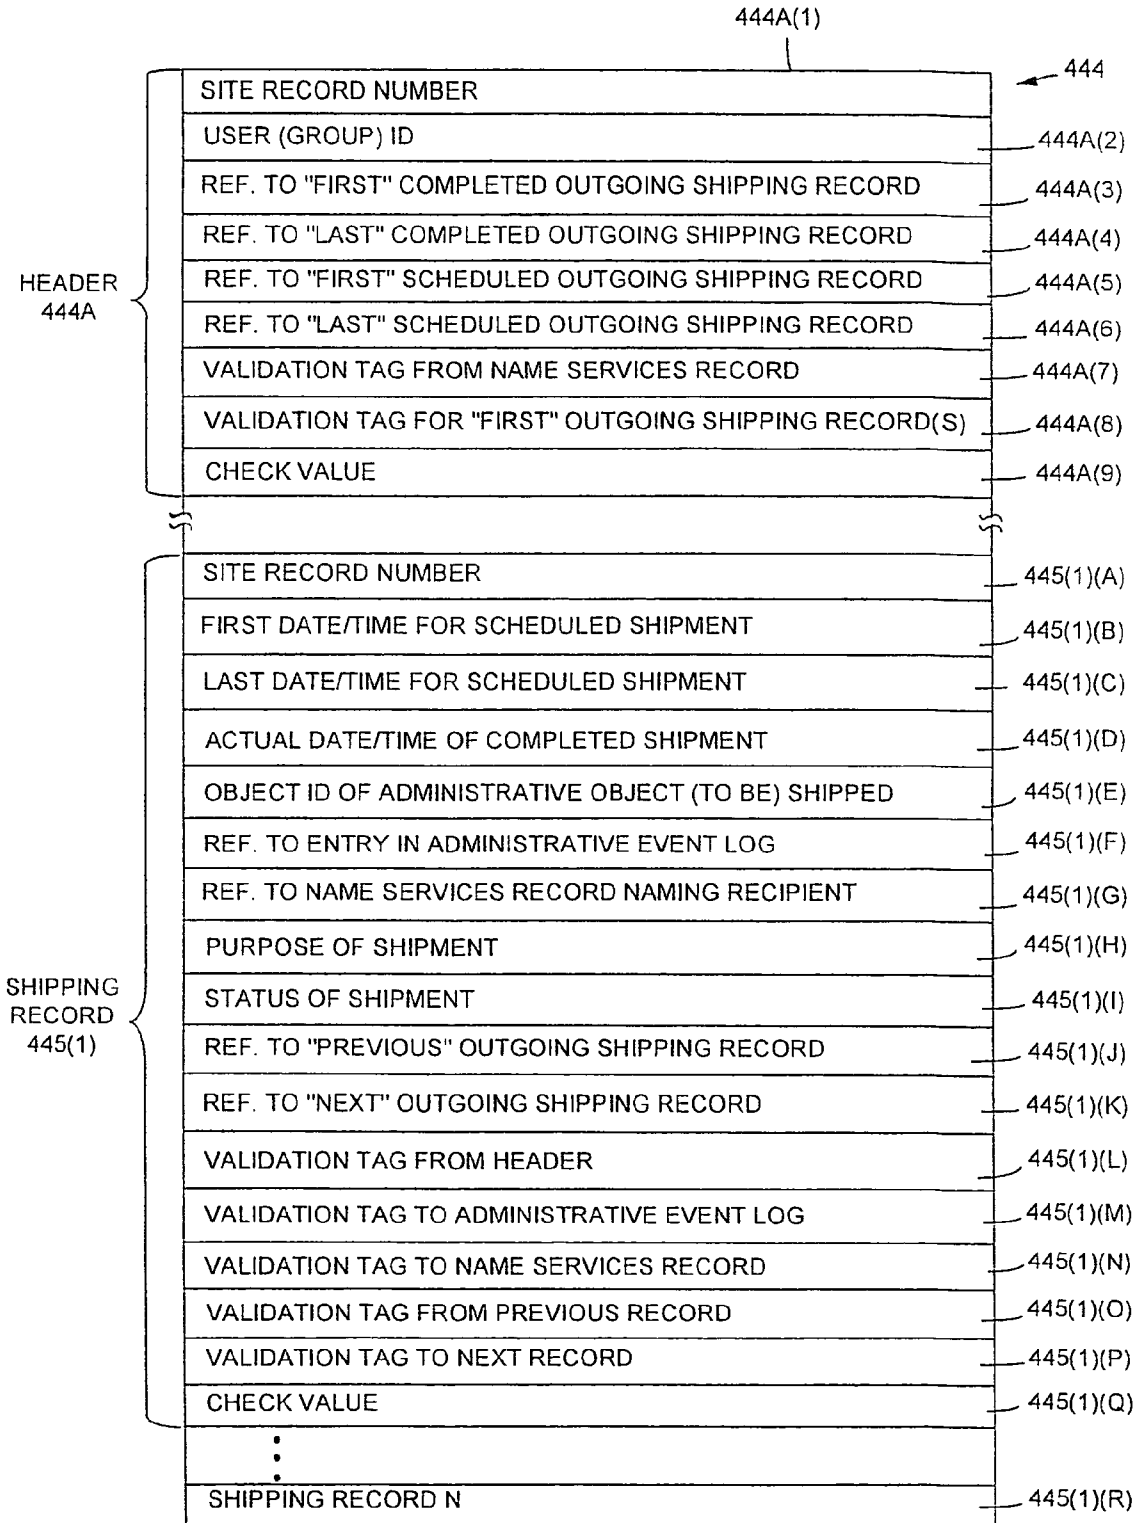 444A(1)
444
SITE RECORD NUMBER
USER (GROUP) ID 444A(2)
REF. TO "FIRST" COMPLETED OUTGOING SHIPPING RECORD 444A(3)
REF. TO "LAST" COMPLETED OUTGOING SHIPPING RECORD 444A(4)
REF. TO "FIRST" SCHEDULED OUTGOING SHIPPING RECORD 444A(5)
HEADER
444A
REF. TO "LAST" SCHEDULED OUTGOING SHIPPING RECORD 444A(6)
VALIDATION TAG FROM NAME SERVICES RECORD 444A(7)
VALIDATION TAG FOR "FIRST" OUTGOING SHIPPING RECORD(S) 444A(8)
CHECK VALUE 444A(9)
SITE RECORD NUMBER 445(1)(A)
FIRST DATE/TIME FOR SCHEDULED SHIPMENT 445(1)(B)
LAST DATE/TIME FOR SCHEDULED SHIPMENT 445(1)(C)
ACTUAL DATE/TIME OF COMPLETED SHIPMENT 445(1)(D)
OBJECT ID OF ADMINISTRATIVE OBJECT (TO BE) SHIPPED 445(1)(E)
REF. TO ENTRY IN ADMINISTRATIVE EVENT LOG 445(1)(F)
REF. TO NAME SERVICES RECORD NAMING RECIPIENT 445(1)(G)
PURPOSE OF SHIPMENT 445(1)(H)
SHIPPING
RECORD
445(1)
STATUS OF SHIPMENT 445(1)(I)
REF. TO "PREVIOUS" OUTGOING SHIPPING RECORD 445(1)(J)
REF. TO "NEXT" OUTGOING SHIPPING RECORD 445(1)(K)
VALIDATION TAG FROM HEADER 445(1)(L)
VALIDATION TAG TO ADMINISTRATIVE EVENT LOG 445(1)(M)
VALIDATION TAG TO NAME SERVICES RECORD 445(1)(N)
VALIDATION TAG FROM PREVIOUS RECORD 445(1)(O)
VALIDATION TAG TO NEXT RECORD 445(1)(P)
CHECK VALUE 445(1)(Q)
SHIPPING RECORD N 445(1)(R)